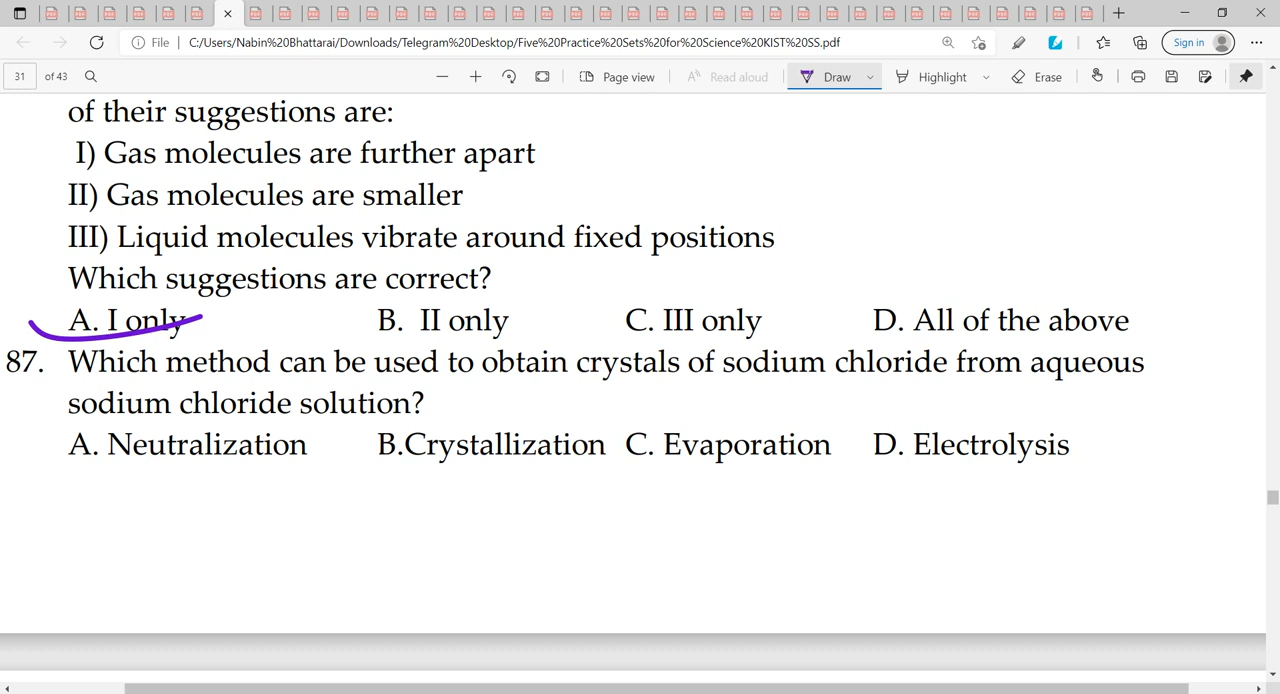 File | C:/Users/Nabin%20Bhattarai/Downloads/Telegram%20Desktop/Five%20Practice%20Sets%20for%20Science%20KIST%20SS.pdf
Sign in
31 of 43
Page view
Read aloud
Draw
Highlight
Erase
of their suggestions are:
I) Gas molecules are further apart
II) Gas molecules are smaller
III) Liquid molecules vibrate around fixed positions
Which suggestions are correct?
A. I only B. II only C. III only D. All of the above
87. Which method can be used to obtain crystals of sodium chloride from aqueous
sodium chloride solution?
A. Neutralization B.Crystallization C. Evaporation D. Electrolysis